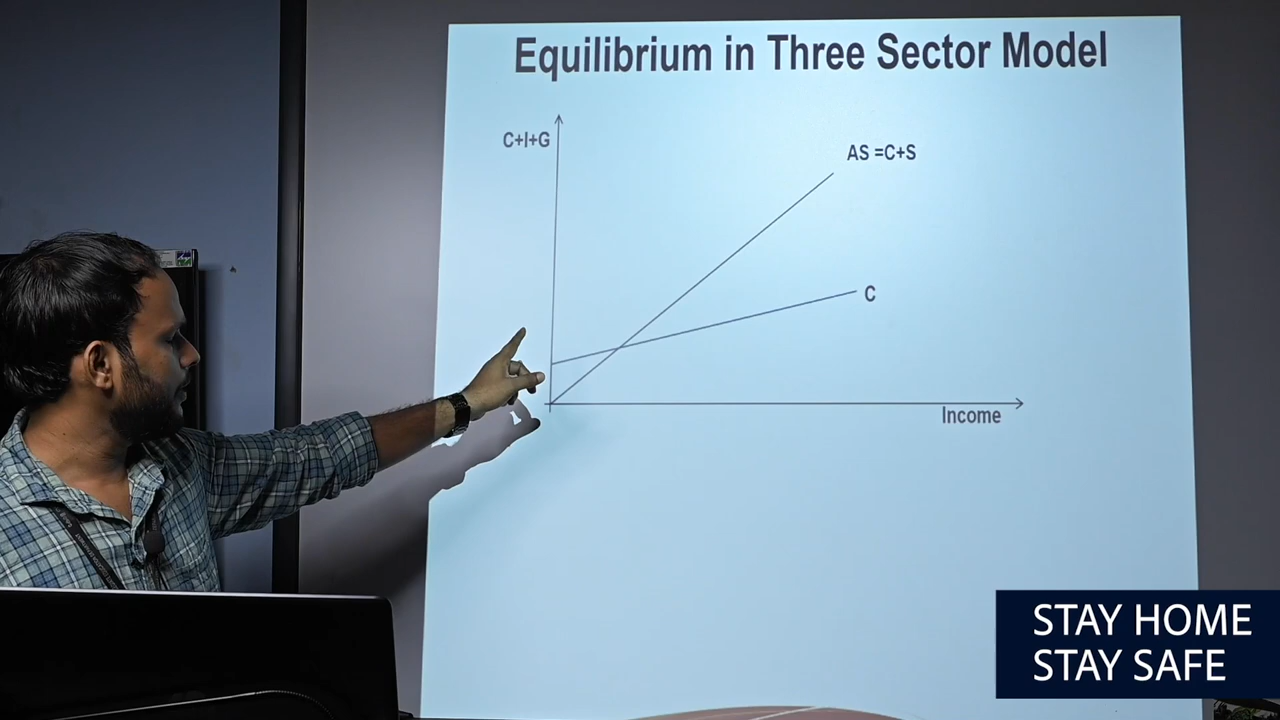 Equilibrium in Three Sector Model
C+I+G
AS =C+S
C
Income
STAY HOME
STAY SAFE